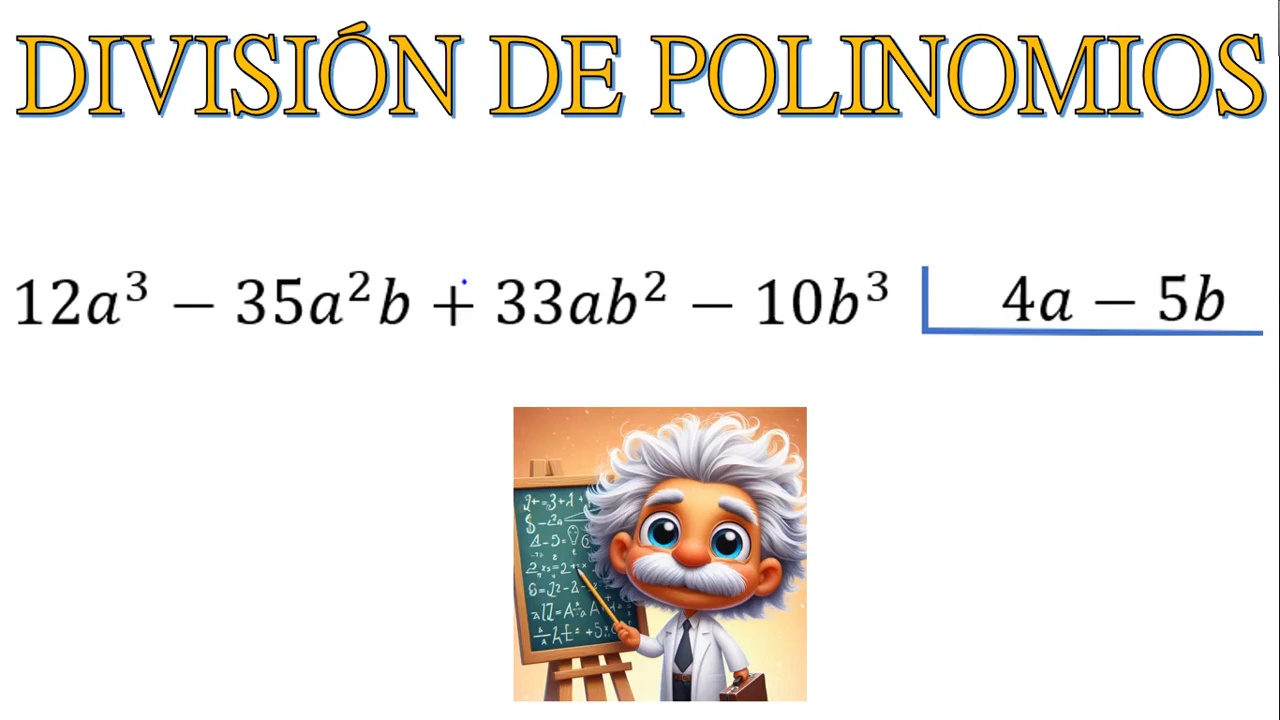 DIVISIÓN DE POLINOMIOS
12a³ − 35a²b + 33ab² − 10b³ 4a − 5b